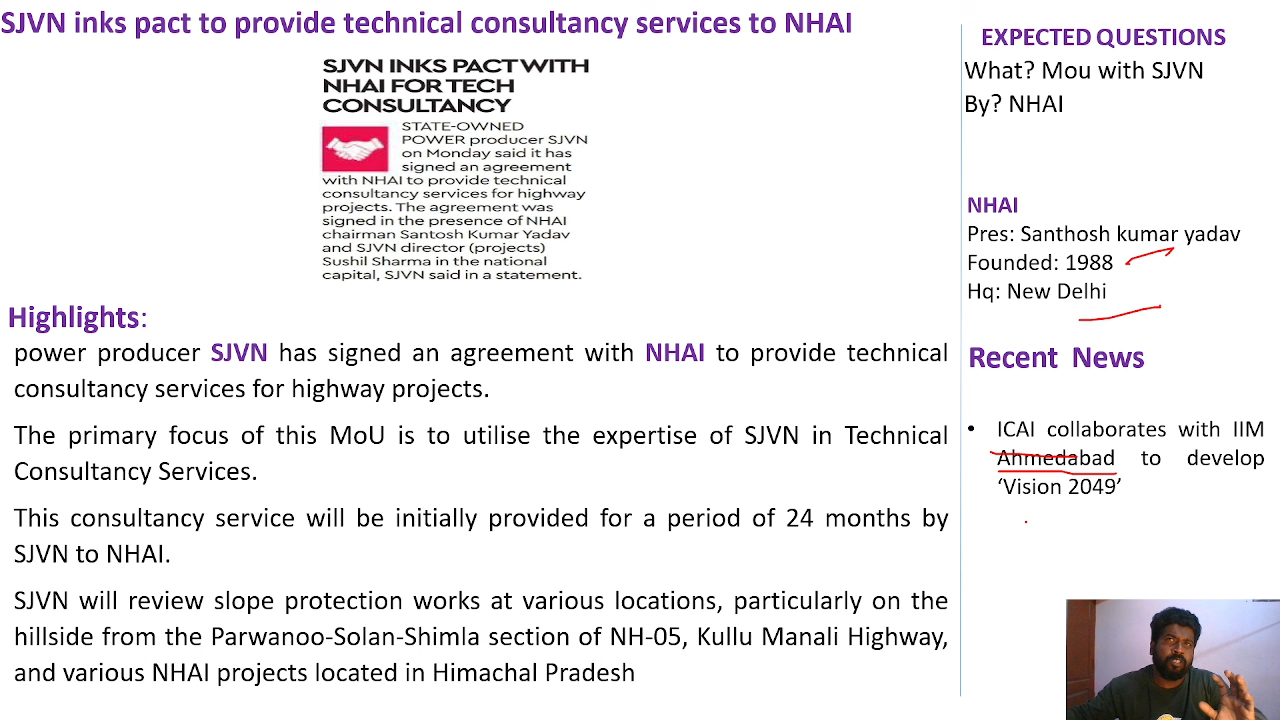 SJVN inks pact to provide technical consultancy services to NHAI
SJVN INKS PACT WITH
NHAI FOR TECH
CONSULTANCY
STATE-OWNED
POWER producer SJVN
on Monday said it has
signed an agreement
with NHAI to provide technical
consultancy services for highway
projects. The agreement was
signed in the presence of NHAI
chairman Santosh Kumar Yadav
and SJVN director (projects)
Sushil Sharma in the national
capital, SJVN said in a statement.
Highlights:
power producer SJVN has signed an agreement with NHAI to provide technical
consultancy services for highway projects.
The primary focus of this MoU is to utilise the expertise of SJVN in Technical
Consultancy Services.
This consultancy service will be initially provided for a period of 24 months by
SJVN to NHAI.
SJVN will review slope protection works at various locations, particularly on the
hillside from the Parwanoo-Solan-Shimla section of NH-05, Kullu Manali Highway,
and various NHAI projects located in Himachal Pradesh
EXPECTED QUESTIONS
What? Mou with SJVN
By? NHAI
NHAI
Pres: Santhosh kumar yadav
Founded: 1988
Hq: New Delhi
Recent News
• ICAI collaborates with IIM
Ahmedabad to develop
‘Vision 2049’